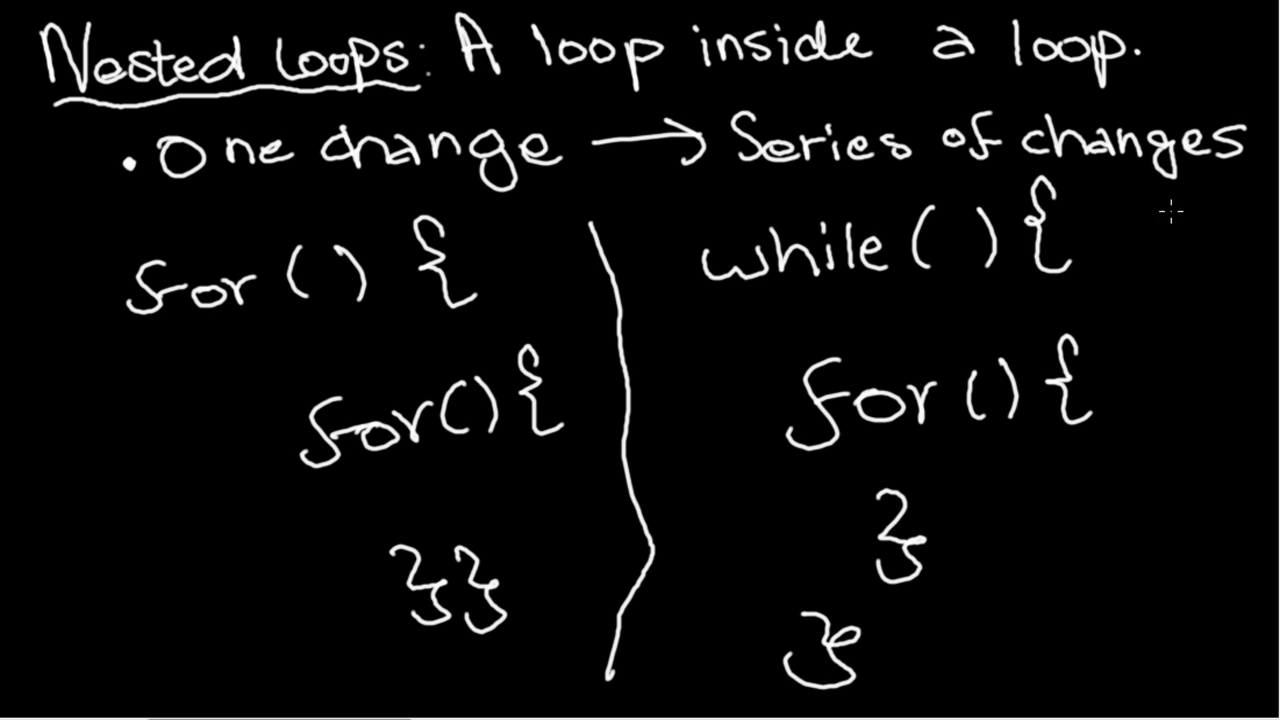 Nested Loops: A loop inside a loop.
. One change → Series of changes
for () {
for(){
}}
while ( ) {
for () {
}
}